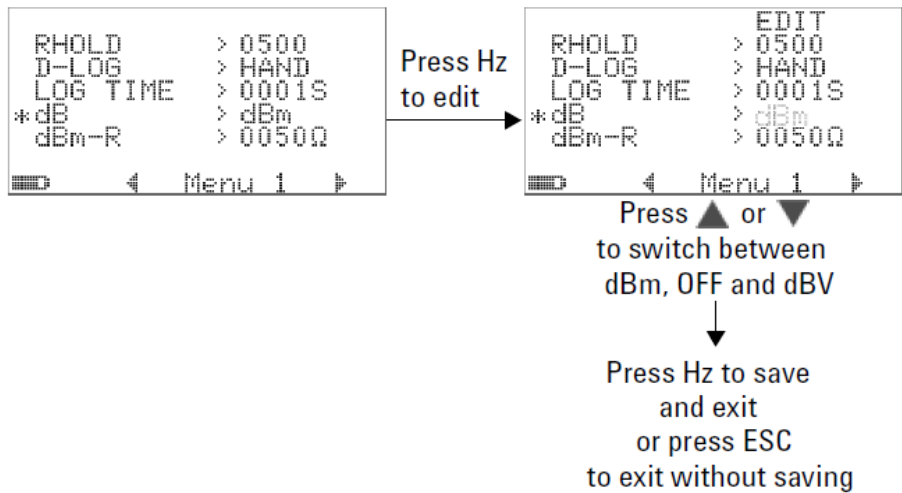 RHOLD > 0500
D-LOG > HAND
LOG TIME > 0001S
*dB > dBm
dBm-R > 0050Ω
Menu 1
Press Hz
to edit
EDIT
RHOLD > 0500
D-LOG > HAND
LOG TIME > 0001S
*dB > dBm
dBm-R > 0050Ω
Menu 1
Press ▲ or ▼
to switch between
dBm, OFF and dBV
Press Hz to save
and exit
or press ESC
to exit without saving